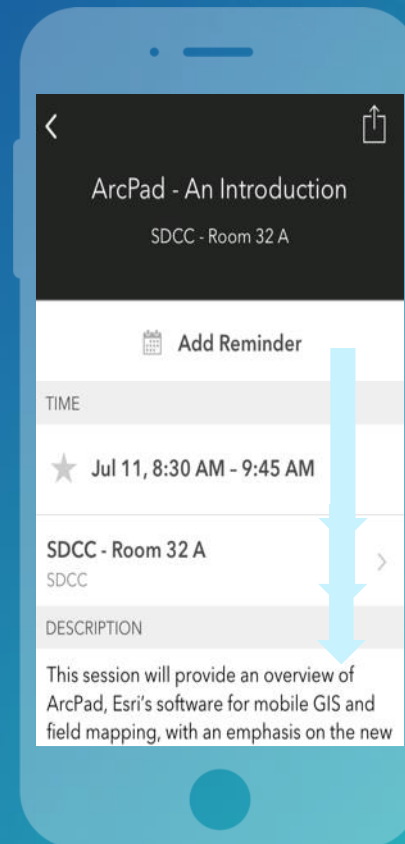 ArcPad - An Introduction
SDCC - Room 32 A
Add Reminder
TIME
Jul 11, 8:30 AM – 9:45 AM
SDCC - Room 32 A
SDCC
DESCRIPTION
This session will provide an overview of
ArcPad, Esri's software for mobile GIS and
field mapping, with an emphasis on the new